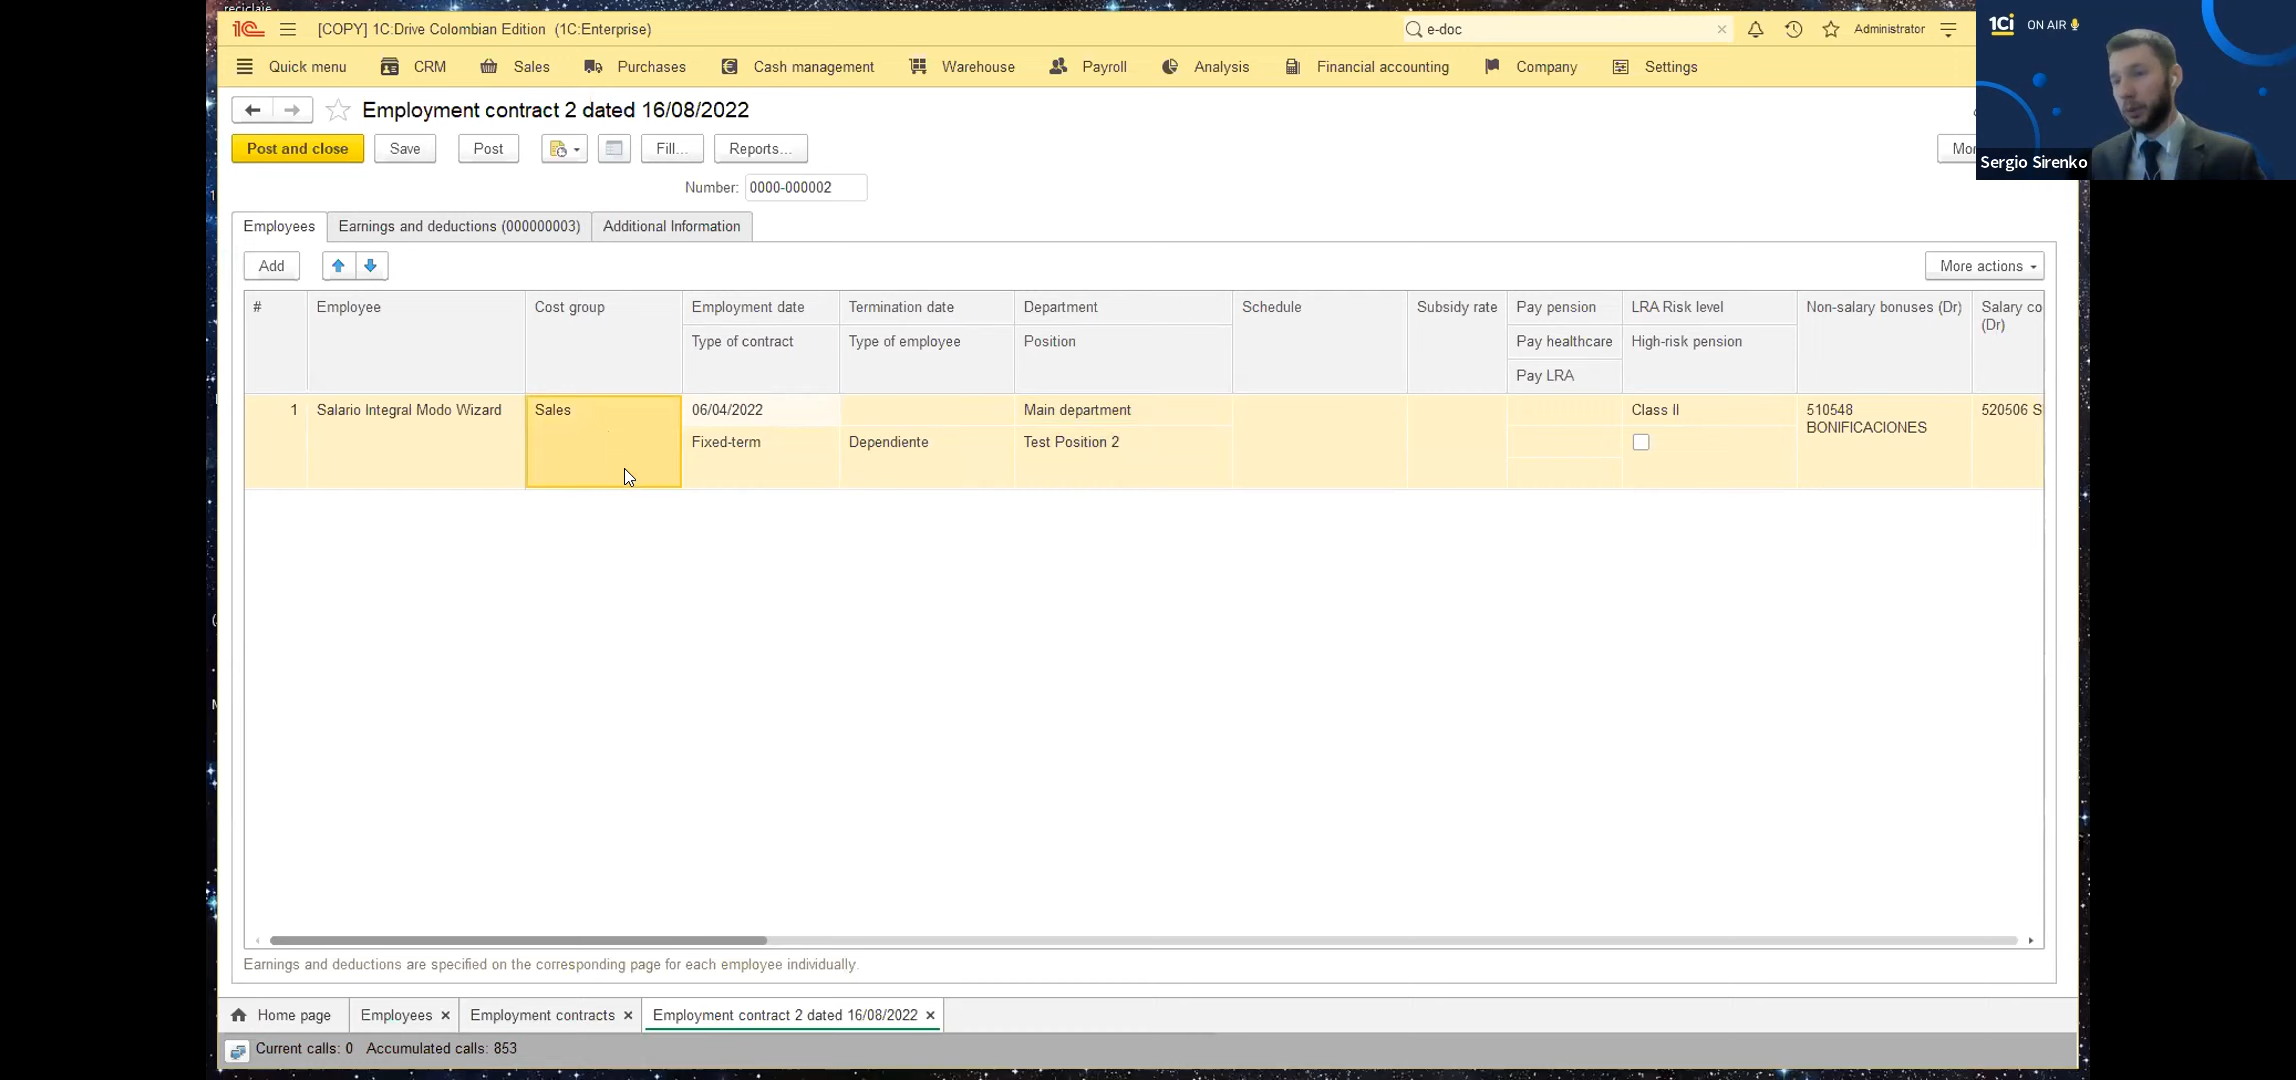 reciclaje
1C [COPY] 1C:Drive Colombian Edition (1C:Enterprise) e-doc × Administrator
1Ci ON AIR
Quick menu CRM Sales Purchases Cash management Warehouse Payroll Analysis Financial accounting Company Settings
Employment contract 2 dated 16/08/2022
Post and close Save Post Fill... Reports...
Sergio Sirenko
Number: 0000-000002
Employees Earnings and deductions (000000003) Additional Information
Add More actions
# Employee Cost group Employment date Termination date Department Schedule Subsidy rate Pay pension LRA Risk level Non-salary bonuses (Dr) Salary co
(Dr)
Type of contract Type of employee Position Pay healthcare High-risk pension
Pay LRA
1 Salario Integral Modo Wizard Sales 06/04/2022 Main department Class II 510548 520506 S
BONIFICACIONES
Fixed-term Dependiente Test Position 2
Earnings and deductions are specified on the corresponding page for each employee individually.
Home page Employees × Employment contracts × Employment contract 2 dated 16/08/2022 ×
Current calls: 0 Accumulated calls: 853